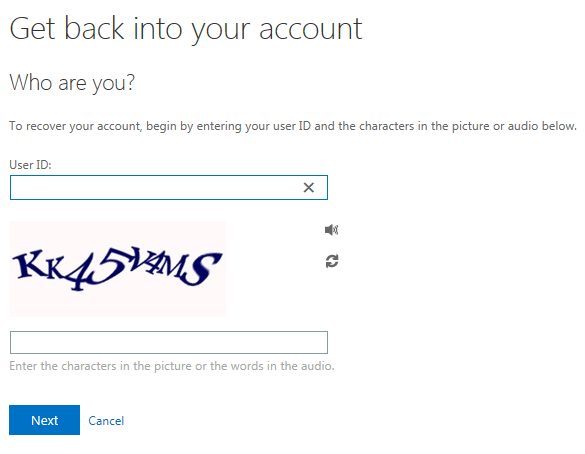 Get back into your account
Who are you?
To recover your account, begin by entering your user ID and the characters in the picture or audio below.
User ID:
Enter the characters in the picture or the words in the audio.
Next
Cancel